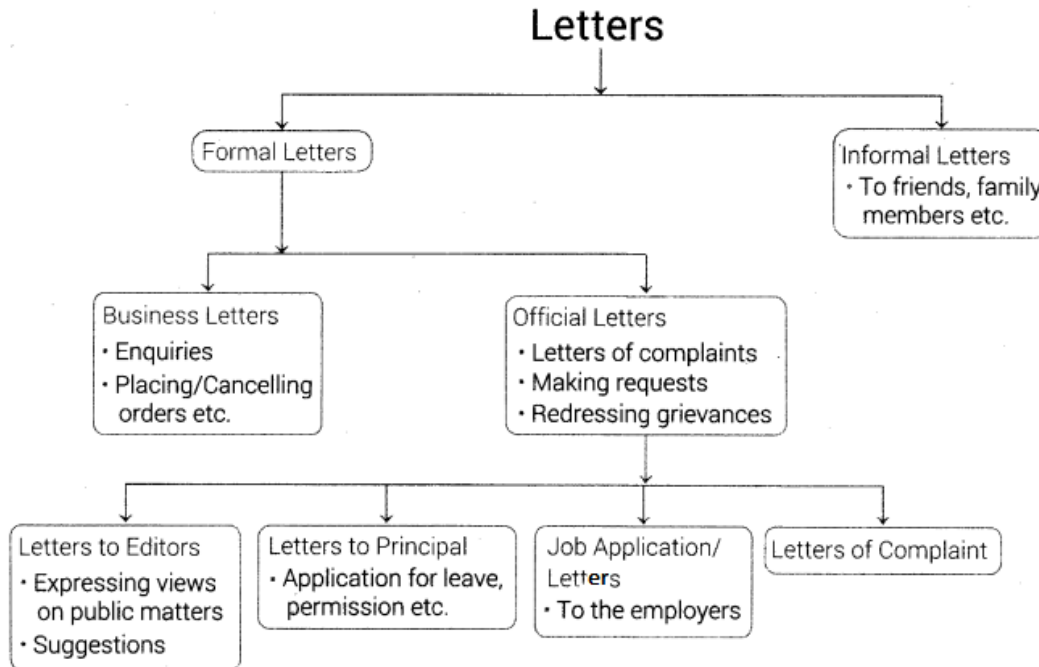 Letters
Formal Letters
Informal Letters
· To friends, family
members etc.
Business Letters
· Enquiries
· Placing/Cancelling
orders etc.
Official Letters
· Letters of complaints
· Making requests
· Redressing grievances
Letters to Editors
· Expressing views
on public matters
· Suggestions
Letters to Principal
· Application for leave,
permission etc.
Job Application/
Letters
· To the employers
Letters of Complaint